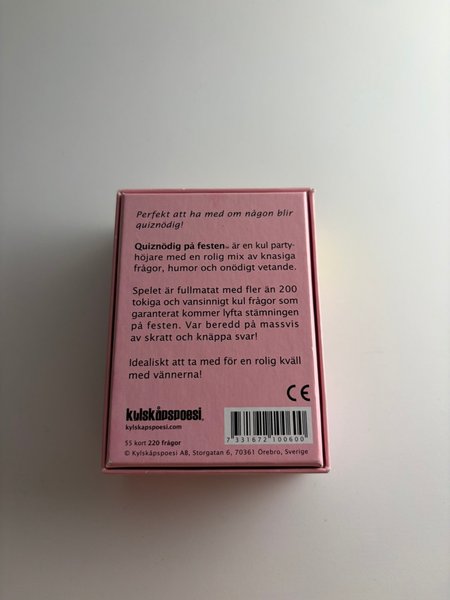 Perfekt att ha med om någon blir
quiznödig!
Quiznödig på festen™ är en kul party-
höjare med en rolig mix av knasiga
frågor, humor och onödigt vetande.
Spelet är fullmatat med fler än 200
tokiga och vansinnigt kul frågor som
garanterat kommer lyfta stämningen
på festen. Var beredd på massvis
av skratt och knäppa svar!
Idealiskt att ta med för en rolig kväll
med vännerna!
CE
kylskåpspoesi
kylskapspoesi.com
7 331672 100600
55 kort 220 frågor
© Kylskåpspoesi AB, Storgatan 6, 70361 Örebro, Sverige